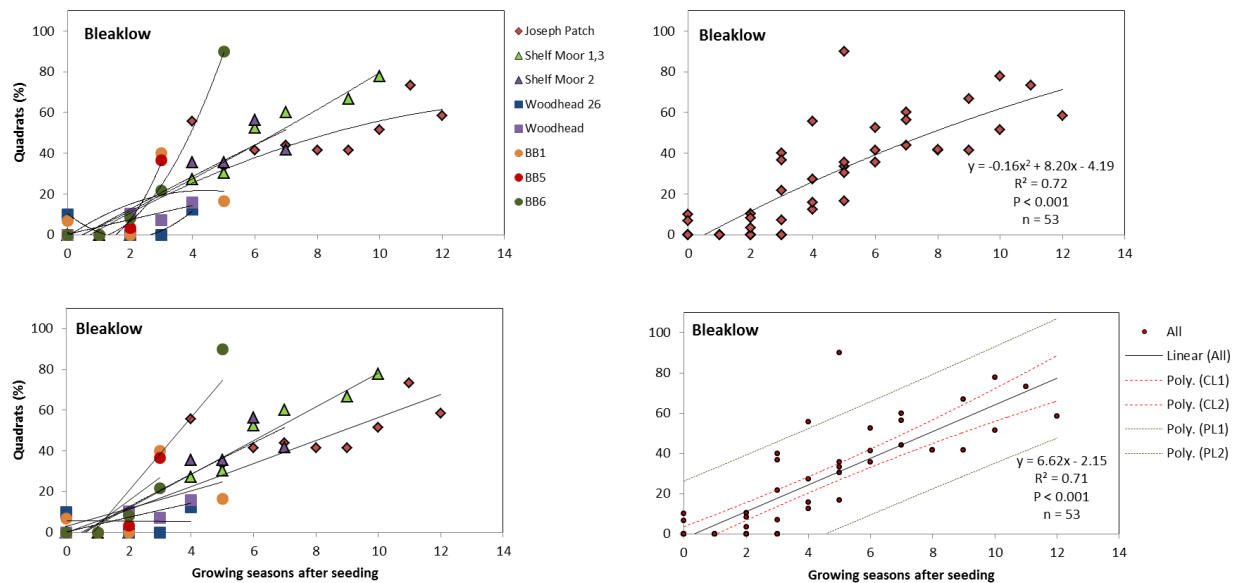 Bleaklow
Quadrats (%)
100
80
60
40
20
0
0 2 4 6 8 10 12 14
Joseph Patch
Shelf Moor 1,3
Shelf Moor 2
Woodhead 26
Woodhead
BB1
BB5
BB6
Bleaklow
100
80
60
40
20
0
0 2 4 6 8 10 12 14
y = -0.16x² + 8.20x - 4.19
R² = 0.72
P < 0.001
n = 53
Bleaklow
Quadrats (%)
100
80
60
40
20
0
0 2 4 6 8 10 12 14
Growing seasons after seeding
Bleaklow
100
80
60
40
20
0
0 2 4 6 8 10 12 14
Growing seasons after seeding
y = 6.62x - 2.15
R² = 0.71
P < 0.001
n = 53
All
Linear (All)
Poly. (CL1)
Poly. (CL2)
Poly. (PL1)
Poly. (PL2)